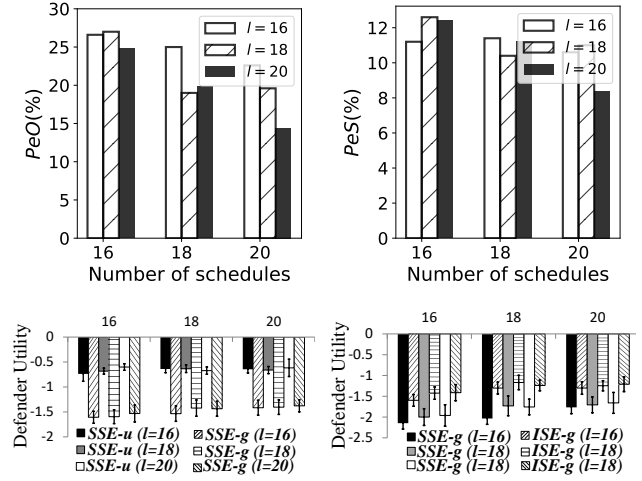 30
25
20
15
10
5
0
PeO(%)
l = 16
l = 18
l = 20
16 18 20
Number of schedules
12
10
8
6
4
2
0
PeS(%)
l = 16
l = 18
l = 20
16 18 20
Number of schedules
16 18 20
0
-0.5
-1
-1.5
-2
Defender Utility
SSE-u (l=16) SSE-g (l=16)
SSE-u (l=18) SSE-g (l=18)
SSE-u (l=20) SSE-g (l=20)
16 18 20
0
-0.5
-1
-1.5
-2
-2.5
Defender Utility
SSE-g (l=16) ISE-g (l=16)
SSE-g (l=18) ISE-g (l=18)
SSE-g (l=18) ISE-g (l=18)